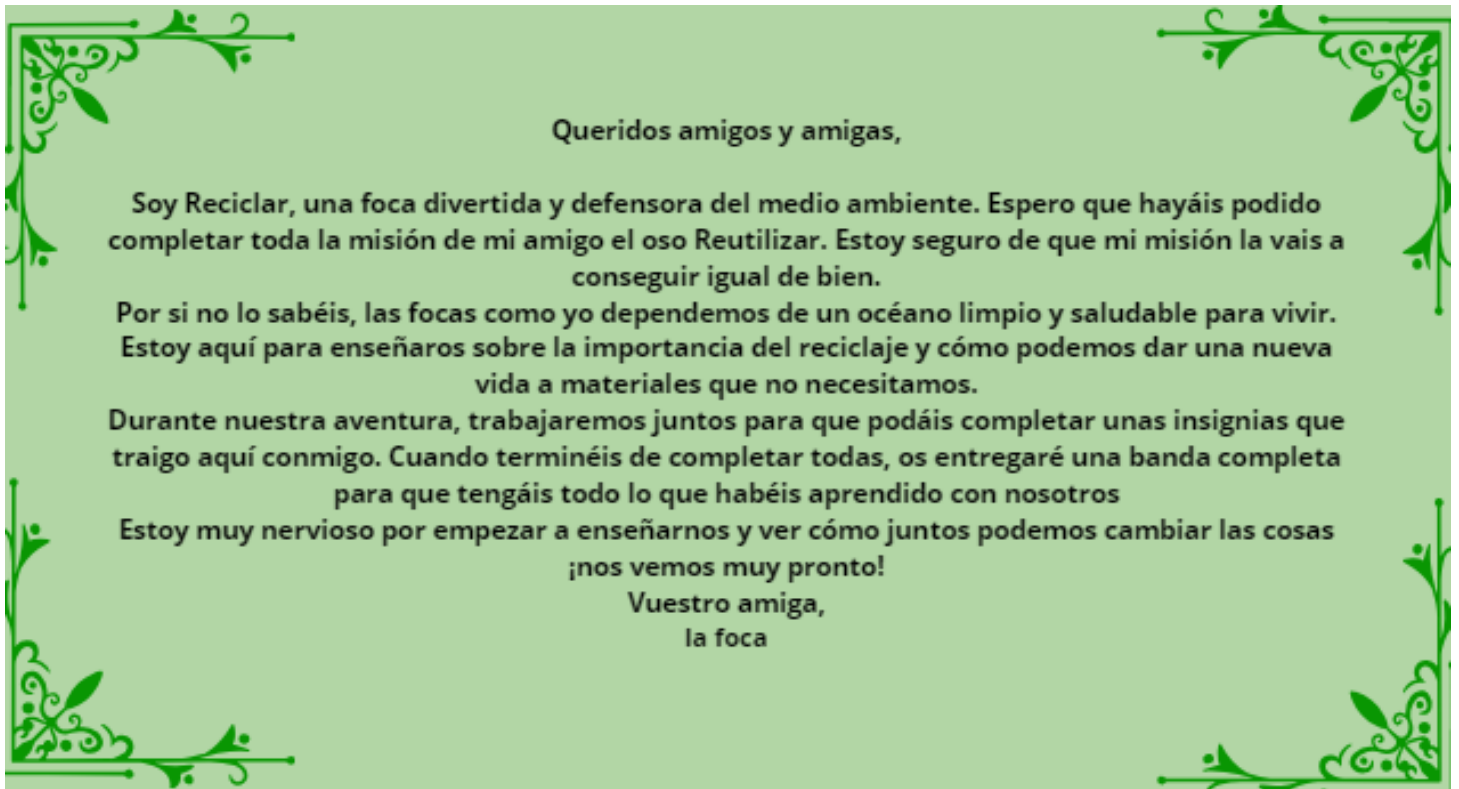 Queridos amigos y amigas,
Soy Reciclar, una foca divertida y defensora del medio ambiente. Espero que hayáis podido
completar toda la misión de mi amigo el oso Reutilizar. Estoy seguro de que mi misión la vais a
conseguir igual de bien.
Por si no lo sabéis, las focas como yo dependemos de un océano limpio y saludable para vivir.
Estoy aquí para enseñaros sobre la importancia del reciclaje y cómo podemos dar una nueva
vida a materiales que no necesitamos.
Durante nuestra aventura, trabajaremos juntos para que podáis completar unas insignias que
traigo aquí conmigo. Cuando terminéis de completar todas, os entregaré una banda completa
para que tengáis todo lo que habéis aprendido con nosotros
Estoy muy nervioso por empezar a enseñarnos y ver cómo juntos podemos cambiar las cosas
¡nos vemos muy pronto!
Vuestro amiga,
la foca